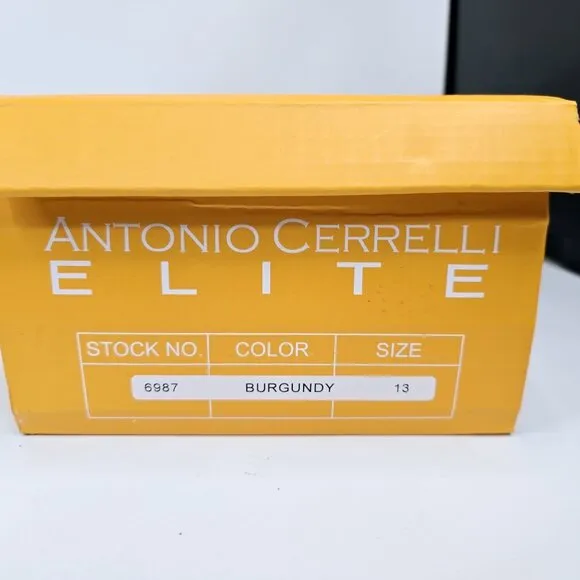 ANTONIO CERRELLI
ELITE
STOCK NO. COLOR SIZE
6987 BURGUNDY 13